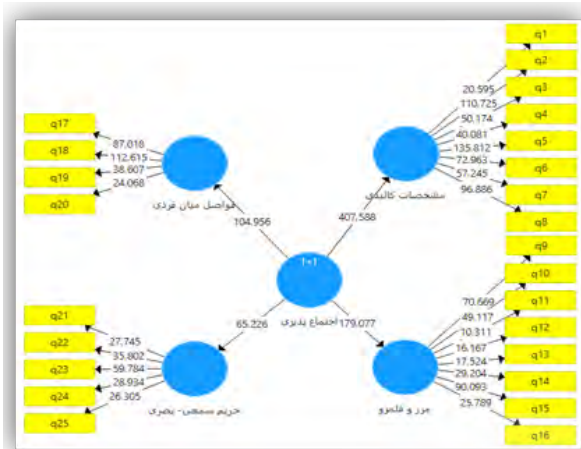 q1
q2
q3
q4
q5
q6
q7
q8
20.595
110.725
50.174
40.081
135.812
72.963
57.245
96.886
مشخصات کالبدی
q17
q18
q19
q20
87.018
112.615
38.607
24.068
فواصل میان فردی
104.956
407.588
1+1
اجتماع پذیری
65.226
179.077
q21
q22
q23
q24
q25
27.745
35.802
59.784
28.934
26.305
حریم سمعی- بصری
q9
q10
q11
q12
q13
q14
q15
q16
70.669
49.117
10.311
16.167
17.524
29.204
90.093
25.789
مرز و قلمرو